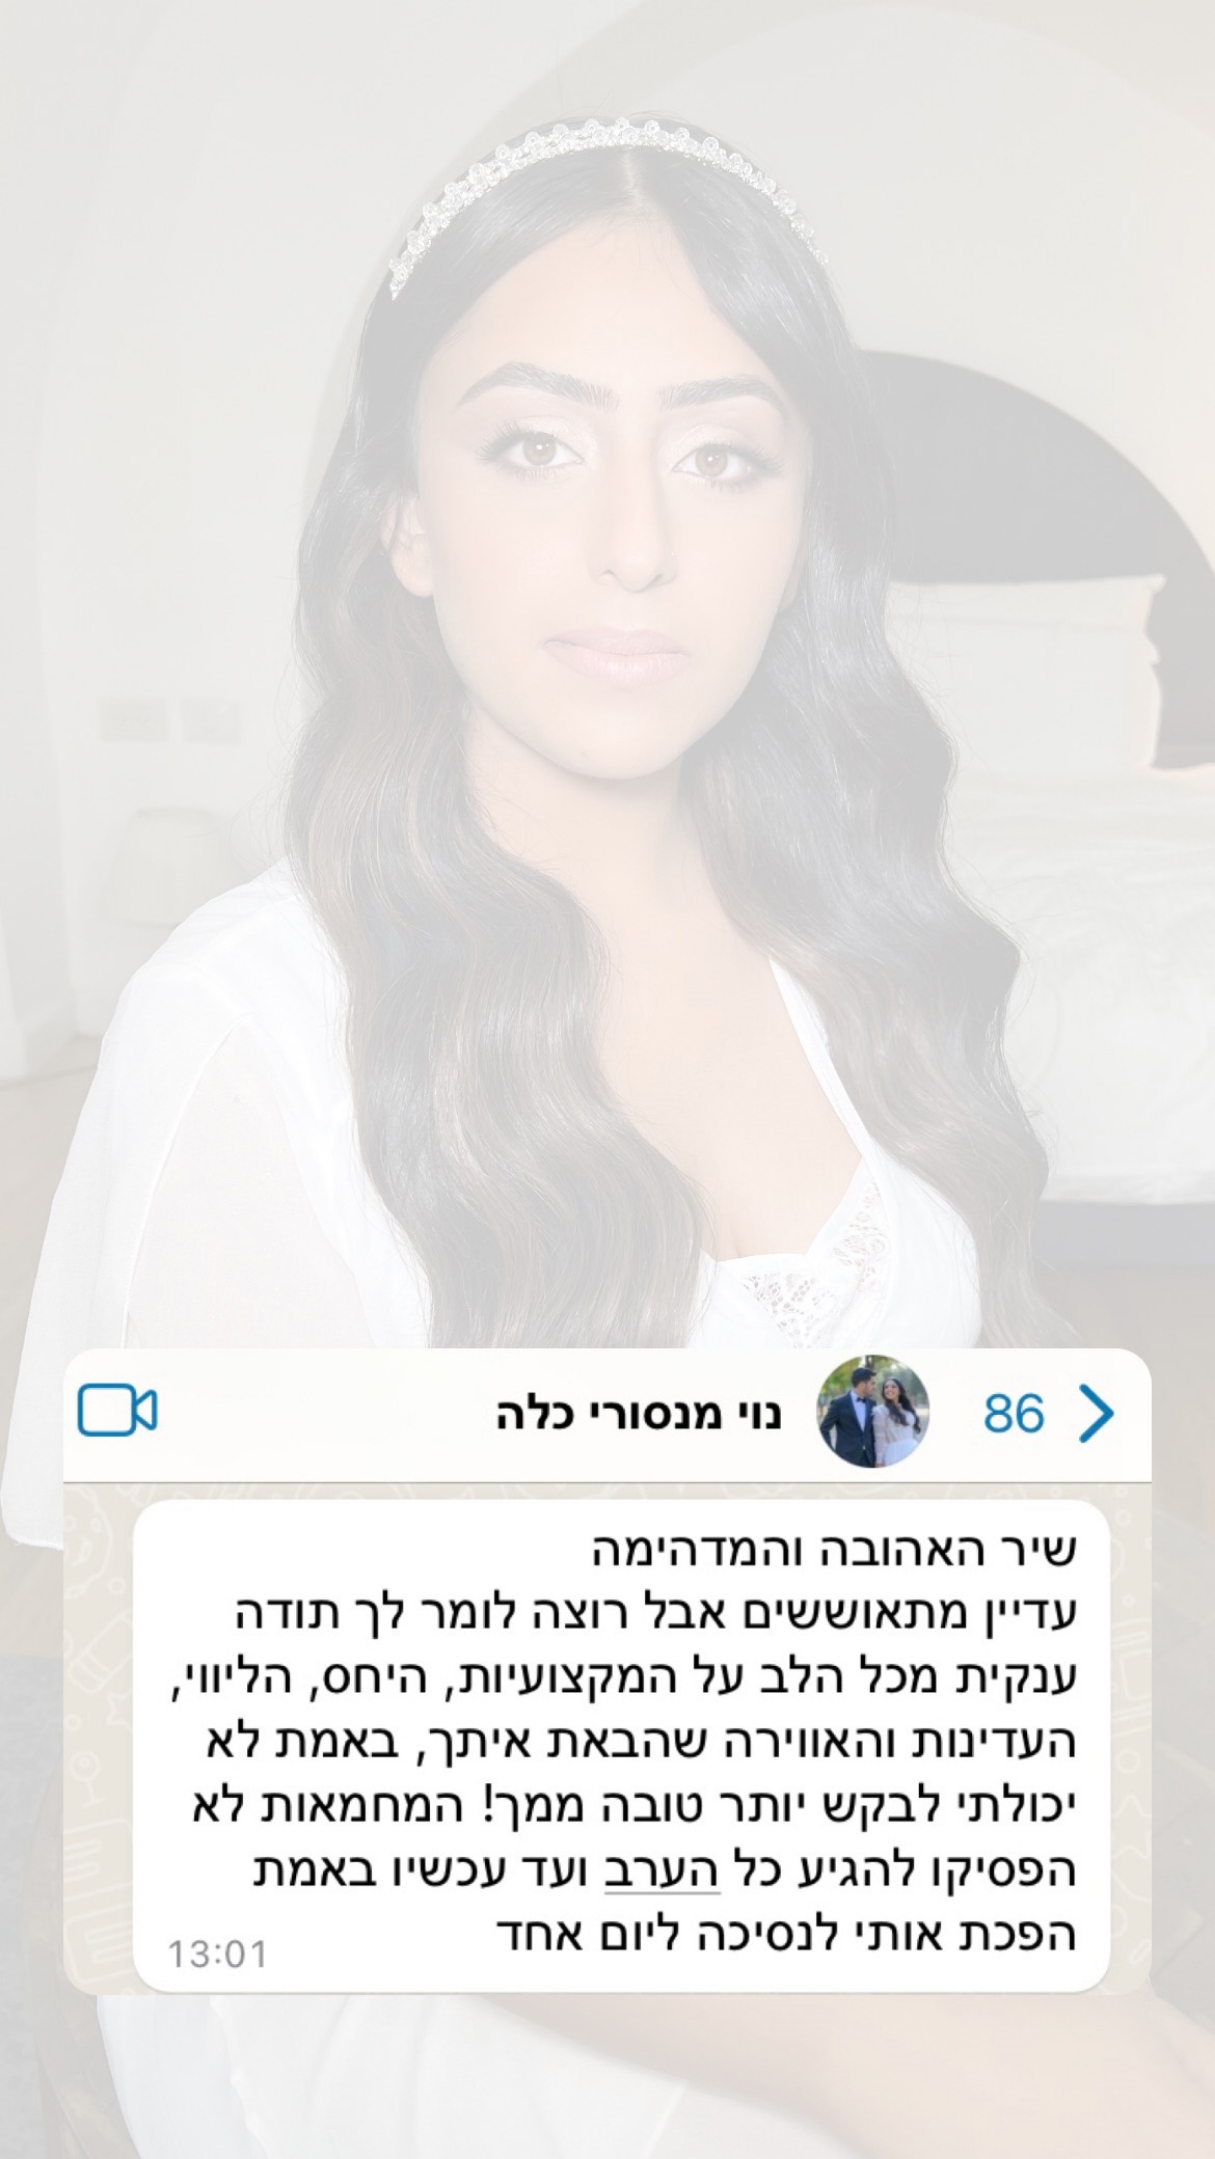 86
נוי מנסורי כלה
שיר האהובה והמדהימה
עדיין מתאוששים אבל רוצה לומר לך תודה
ענקית מכל הלב על המקצועיות, היחס, הליווי,
העדינות והאווירה שהבאת איתך, באמת לא
יכולתי לבקש יותר טובה ממך! המחמאות לא
הפסיקו להגיע כל הערב ועד עכשיו באמת
הפכת אותי לנסיכה ליום אחד
13:01